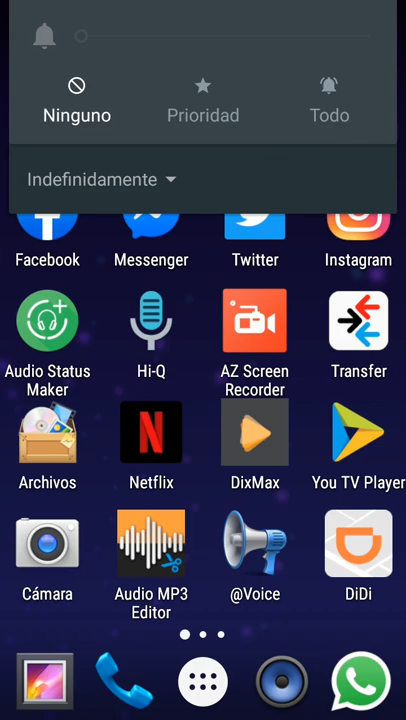 Ninguno Prioridad Todo
Indefinidamente
Facebook Messenger Twitter Instagram
Audio Status Maker Hi-Q AZ Screen Recorder Transfer
Archivos Netflix DixMax You TV Player
Cámara Audio MP3 Editor @Voice DiDi